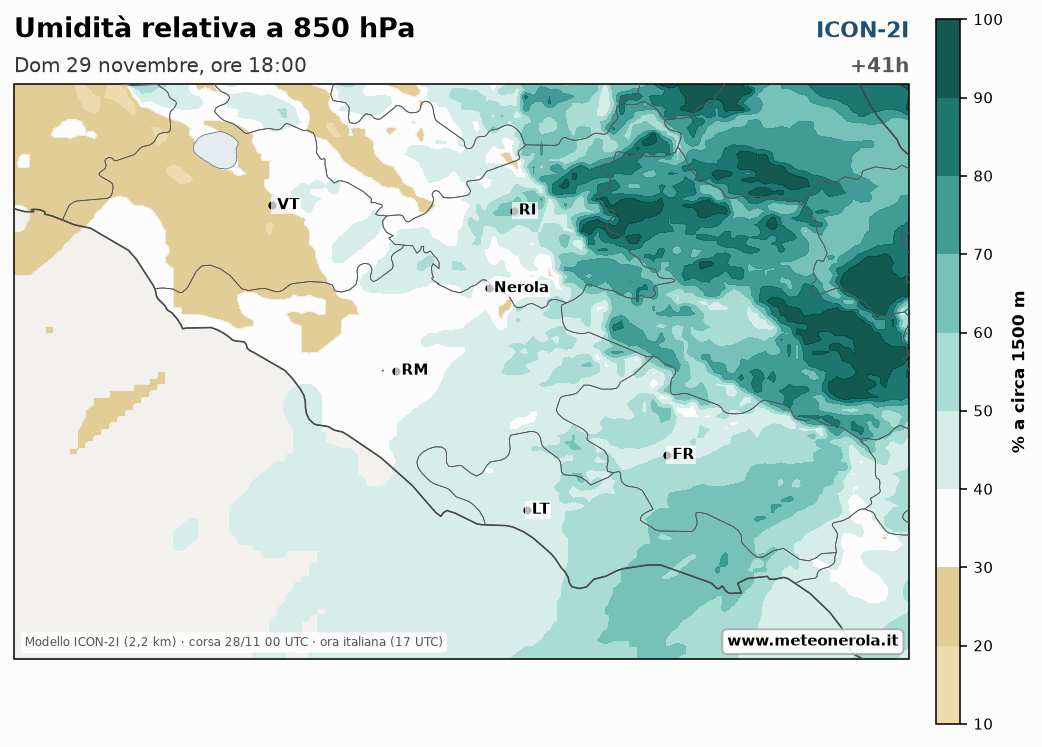 Umidità relativa a 850 hPa
ICON-2I
Dom 29 novembre, ore 18:00
+41h
VT
RI
Nerola
RM
FR
LT
Modello ICON-2I (2,2 km) · corsa 28/11 00 UTC · ora italiana (17 UTC)
www.meteonerola.it
100
90
80
70
60
50
40
30
20
10
% a circa 1500 m